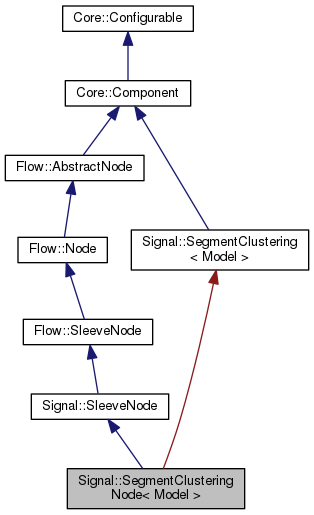 Core::Configurable
Core::Component
Flow::AbstractNode
Signal::SegmentClustering
< Model >
Flow::Node
Flow::SleeveNode
Signal::SleeveNode
Signal::SegmentClustering
Node< Model >